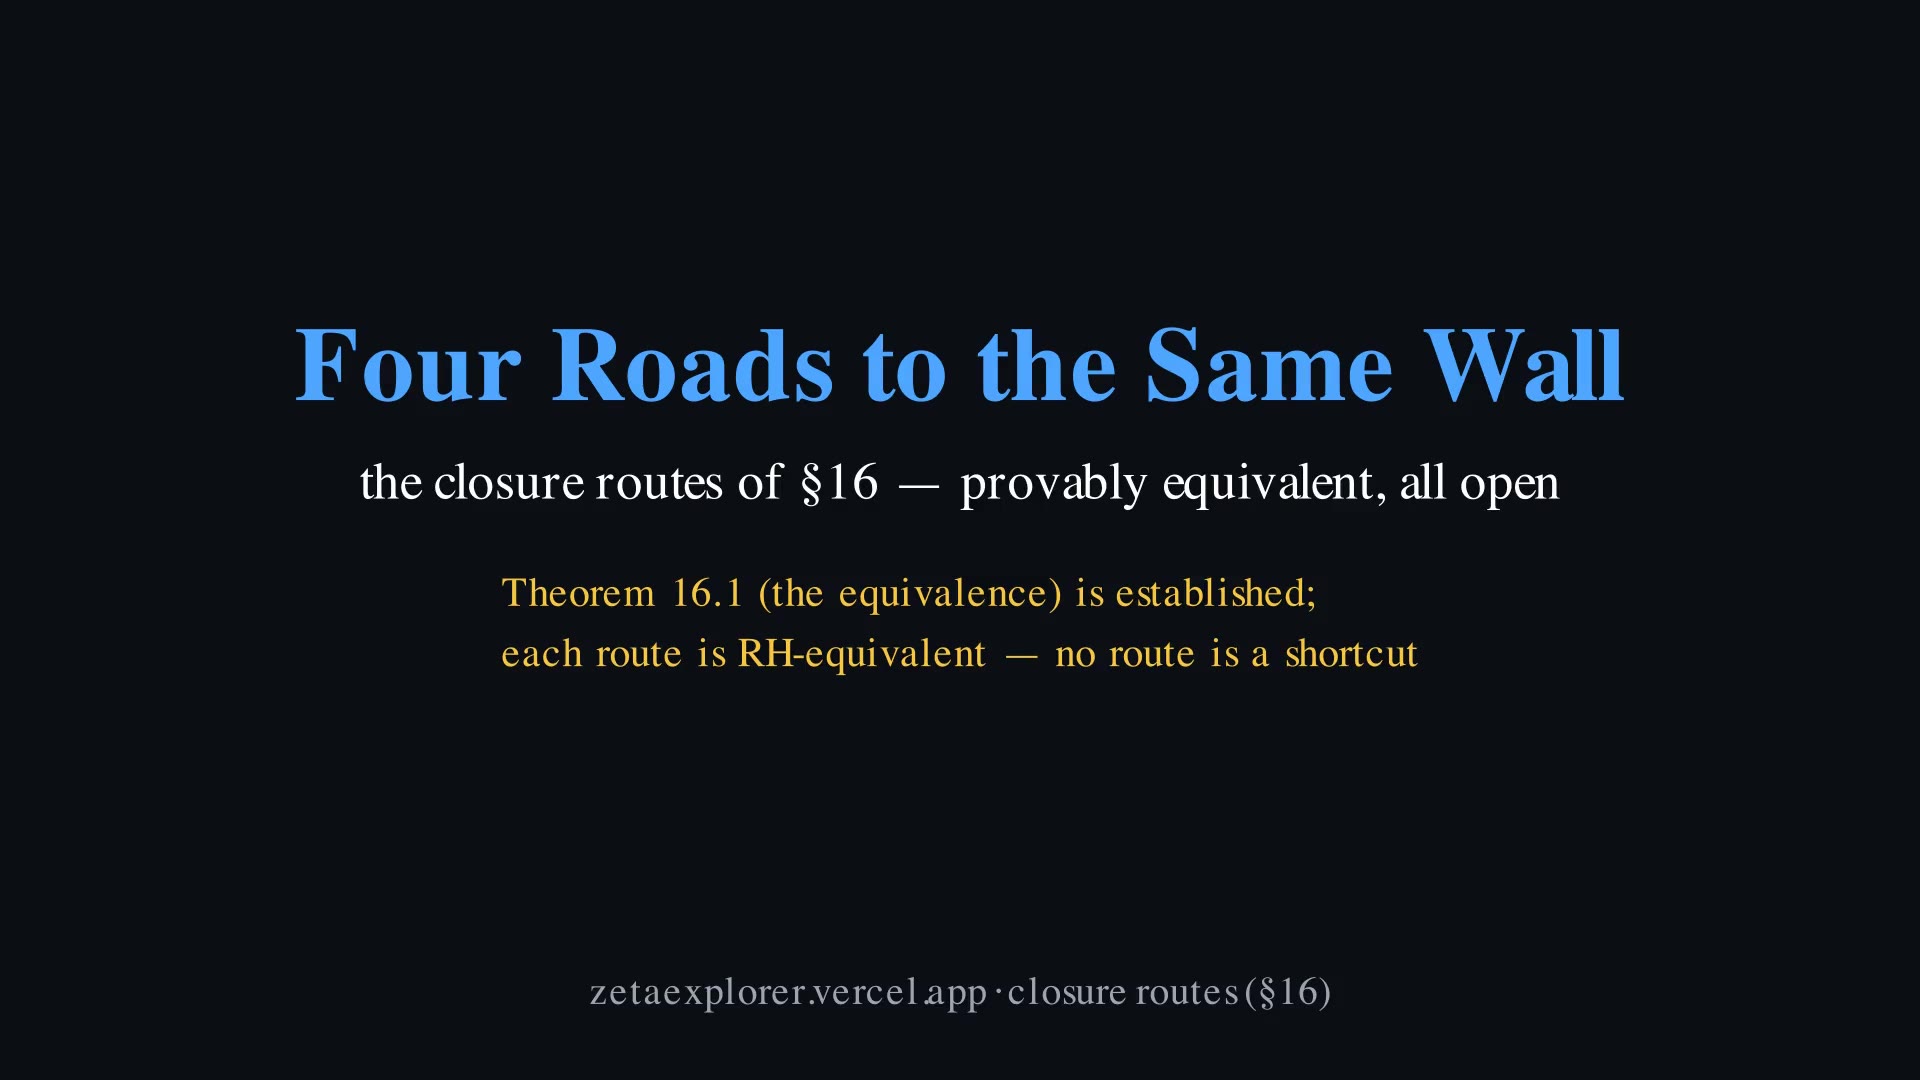 Four Roads to the Same Wall
the closure routes of §16 — provably equivalent, all open
Theorem 16.1 (the equivalence) is established;
each route is RH-equivalent — no route is a shortcut
zetaexplorer.vercel.app · closure routes (§16)